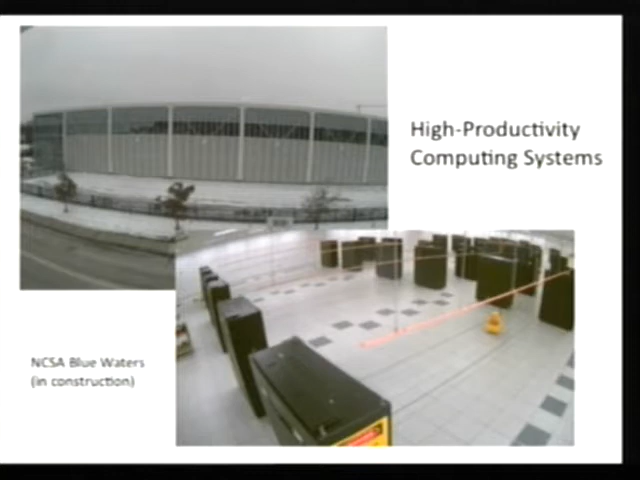 High-Productivity
Computing Systems
NCSA Blue Waters
(in construction)